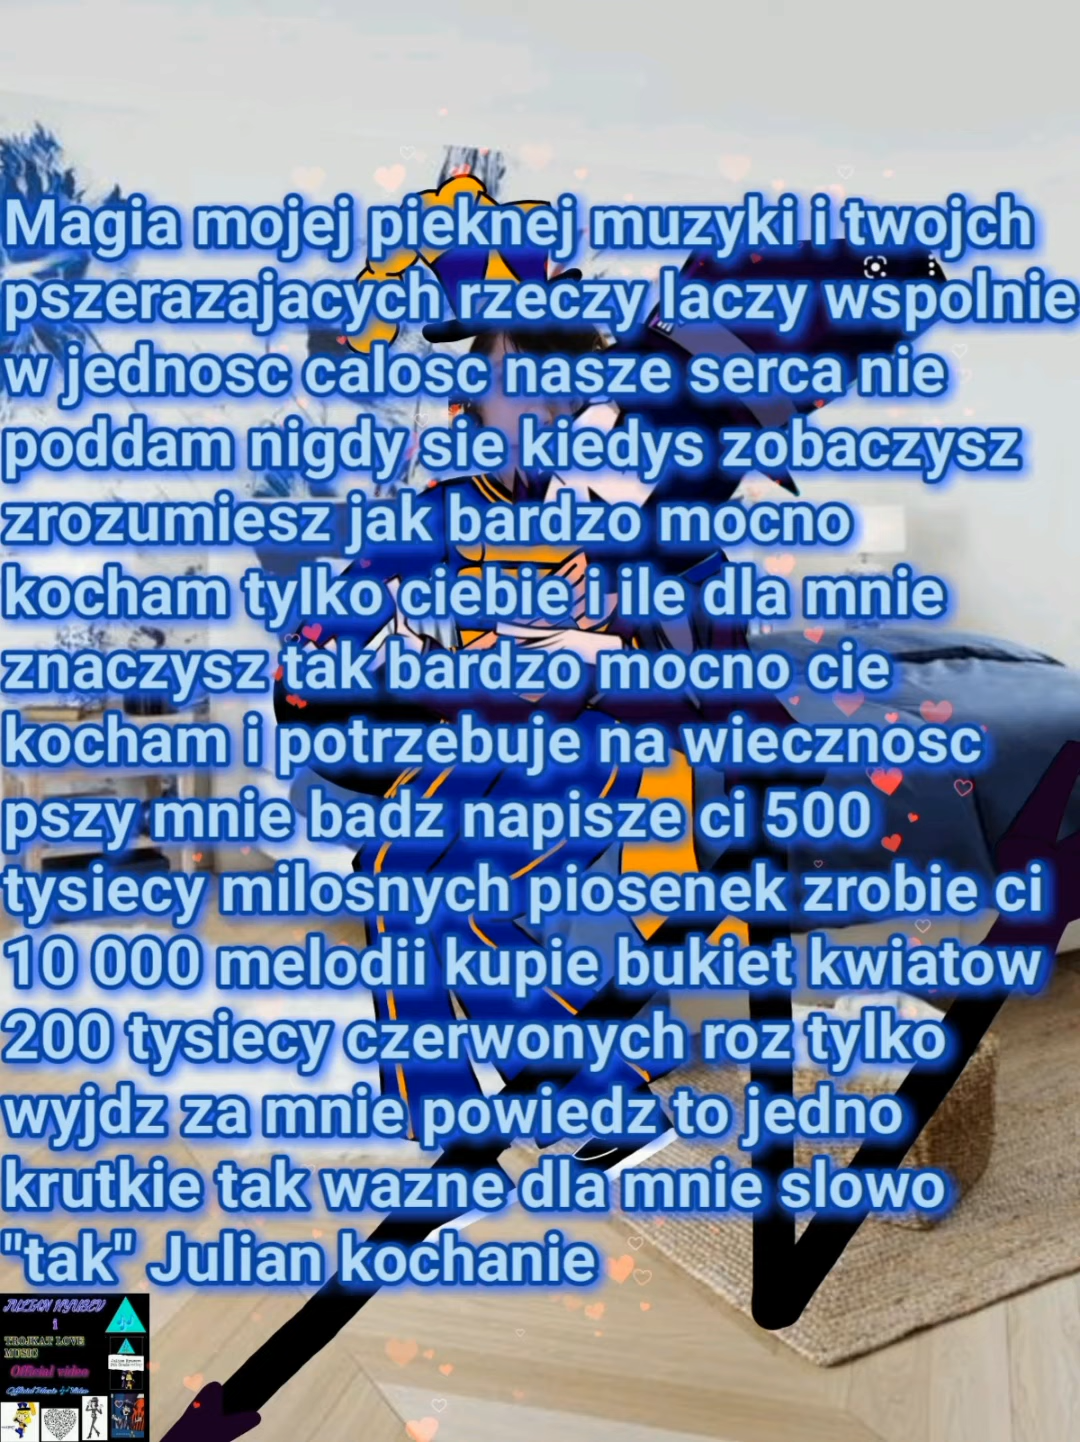 Magia mojej pieknej muzyki i twojch
pszerazajacych rzeczy laczy wspolnie
w jednosc calosc nasze serca nie
poddam nigdy sie kiedys zobaczysz
zrozumiesz jak bardzo mocno
kocham tylko ciebie i ile dla mnie
znaczysz tak bardzo mocno cie
kocham i potrzebuje na wiecznosc
pszy mnie badz napisze ci 500
tysiecy milosnych piosenek zrobie ci
10 000 melodii kupie bukiet kwiatow
200 tysiecy czerwonych roz tylko
wyjdz za mnie powiedz to jedno
krutkie tak wazne dla mnie slowo
"tak" Julian kochanie
TROJKAT LOVE
MUSIC
Official video